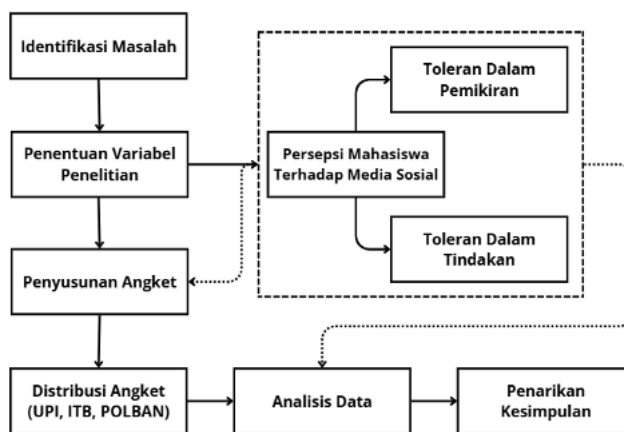 Identifikasi Masalah
Penentuan Variabel
Penelitian
Persepsi Mahasiswa
Terhadap Media Sosial
Toleran Dalam
Pemikiran
Toleran Dalam
Tindakan
Penyusunan Angket
Distribusi Angket
(UPI, ITB, POLBAN)
Analisis Data
Penarikan
Kesimpulan